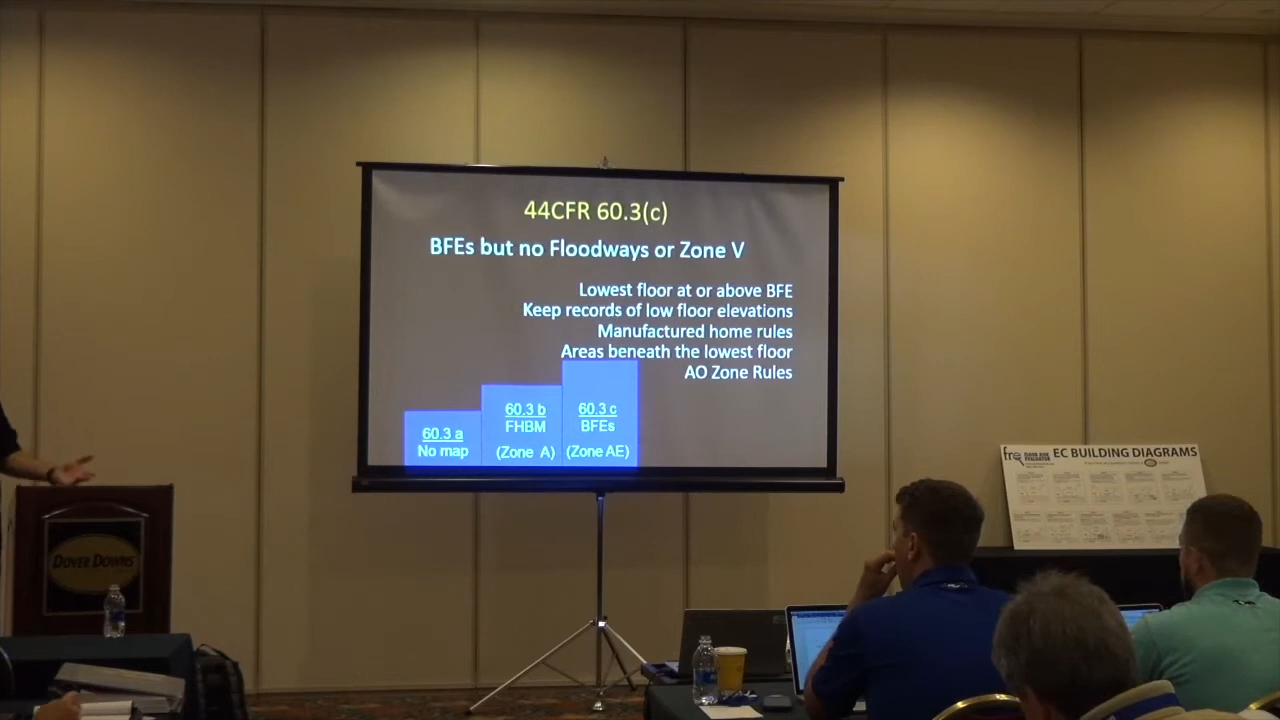 44CFR 60.3(c)
BFEs but no Floodways or Zone V
Lowest floor at or above BFE
Keep records of low floor elevations
Manufactured home rules
Areas beneath the lowest floor
AO Zone Rules
60.3 a
No map
60.3 b
FHBM
(Zone A)
60.3 c
BFEs
(Zone AE)
DOVER DOWNS
fre
EC BUILDING DIAGRAMS